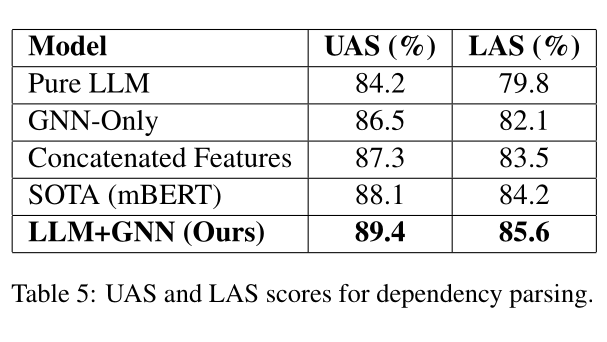 Model UAS (%) LAS (%)
Pure LLM 84.2 79.8
GNN-Only 86.5 82.1
Concatenated Features 87.3 83.5
SOTA (mBERT) 88.1 84.2
LLM+GNN (Ours) 89.4 85.6
Table 5: UAS and LAS scores for dependency parsing.